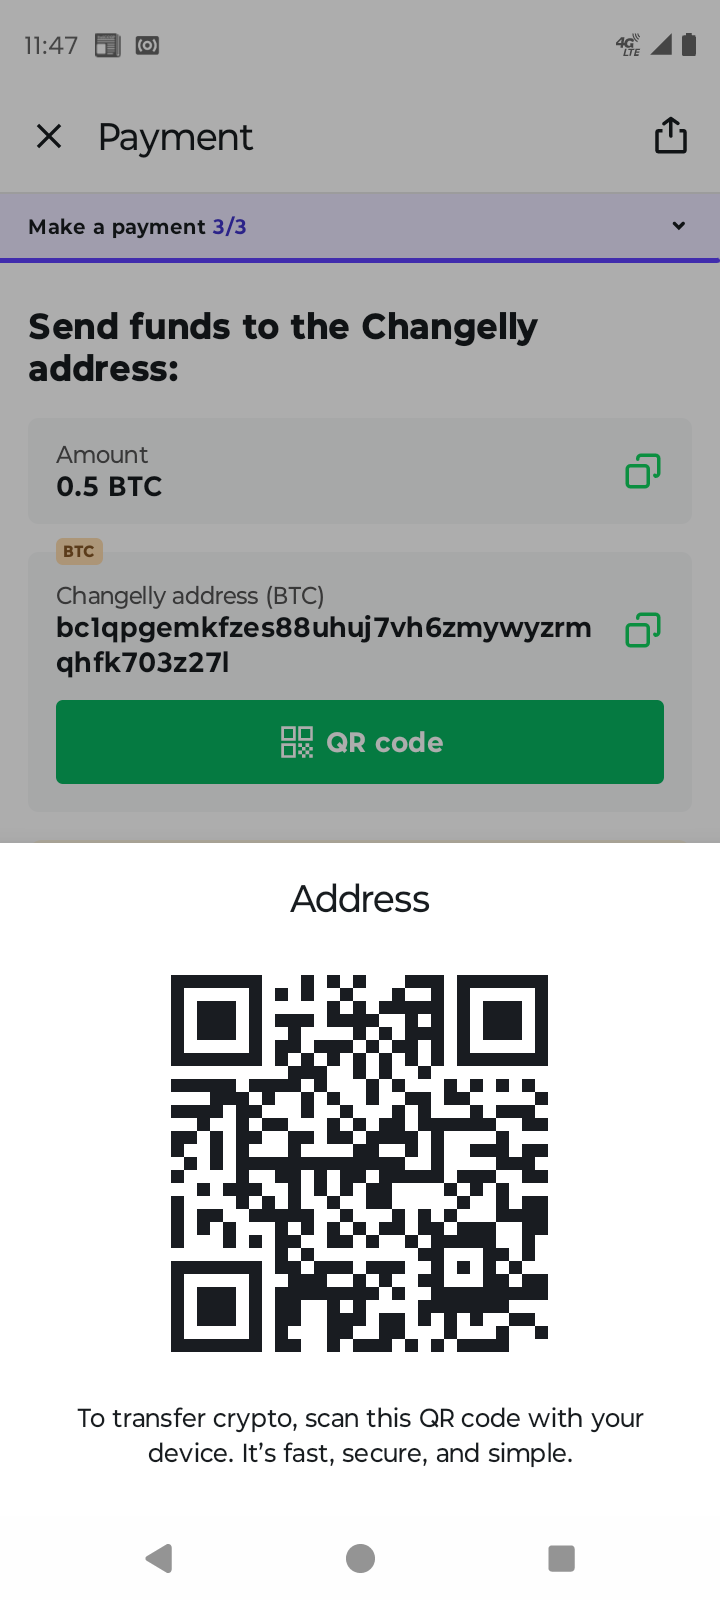 11:47
4G LTE
Payment
Make a payment 3/3
Send funds to the Changelly
address:
Amount
0.5 BTC
BTC
Changelly address (BTC)
bc1qpgemkfzes88uhuj7vh6zmywyzrm
qhfk703z27l
QR code
Address
To transfer crypto, scan this QR code with your
device. It’s fast, secure, and simple.